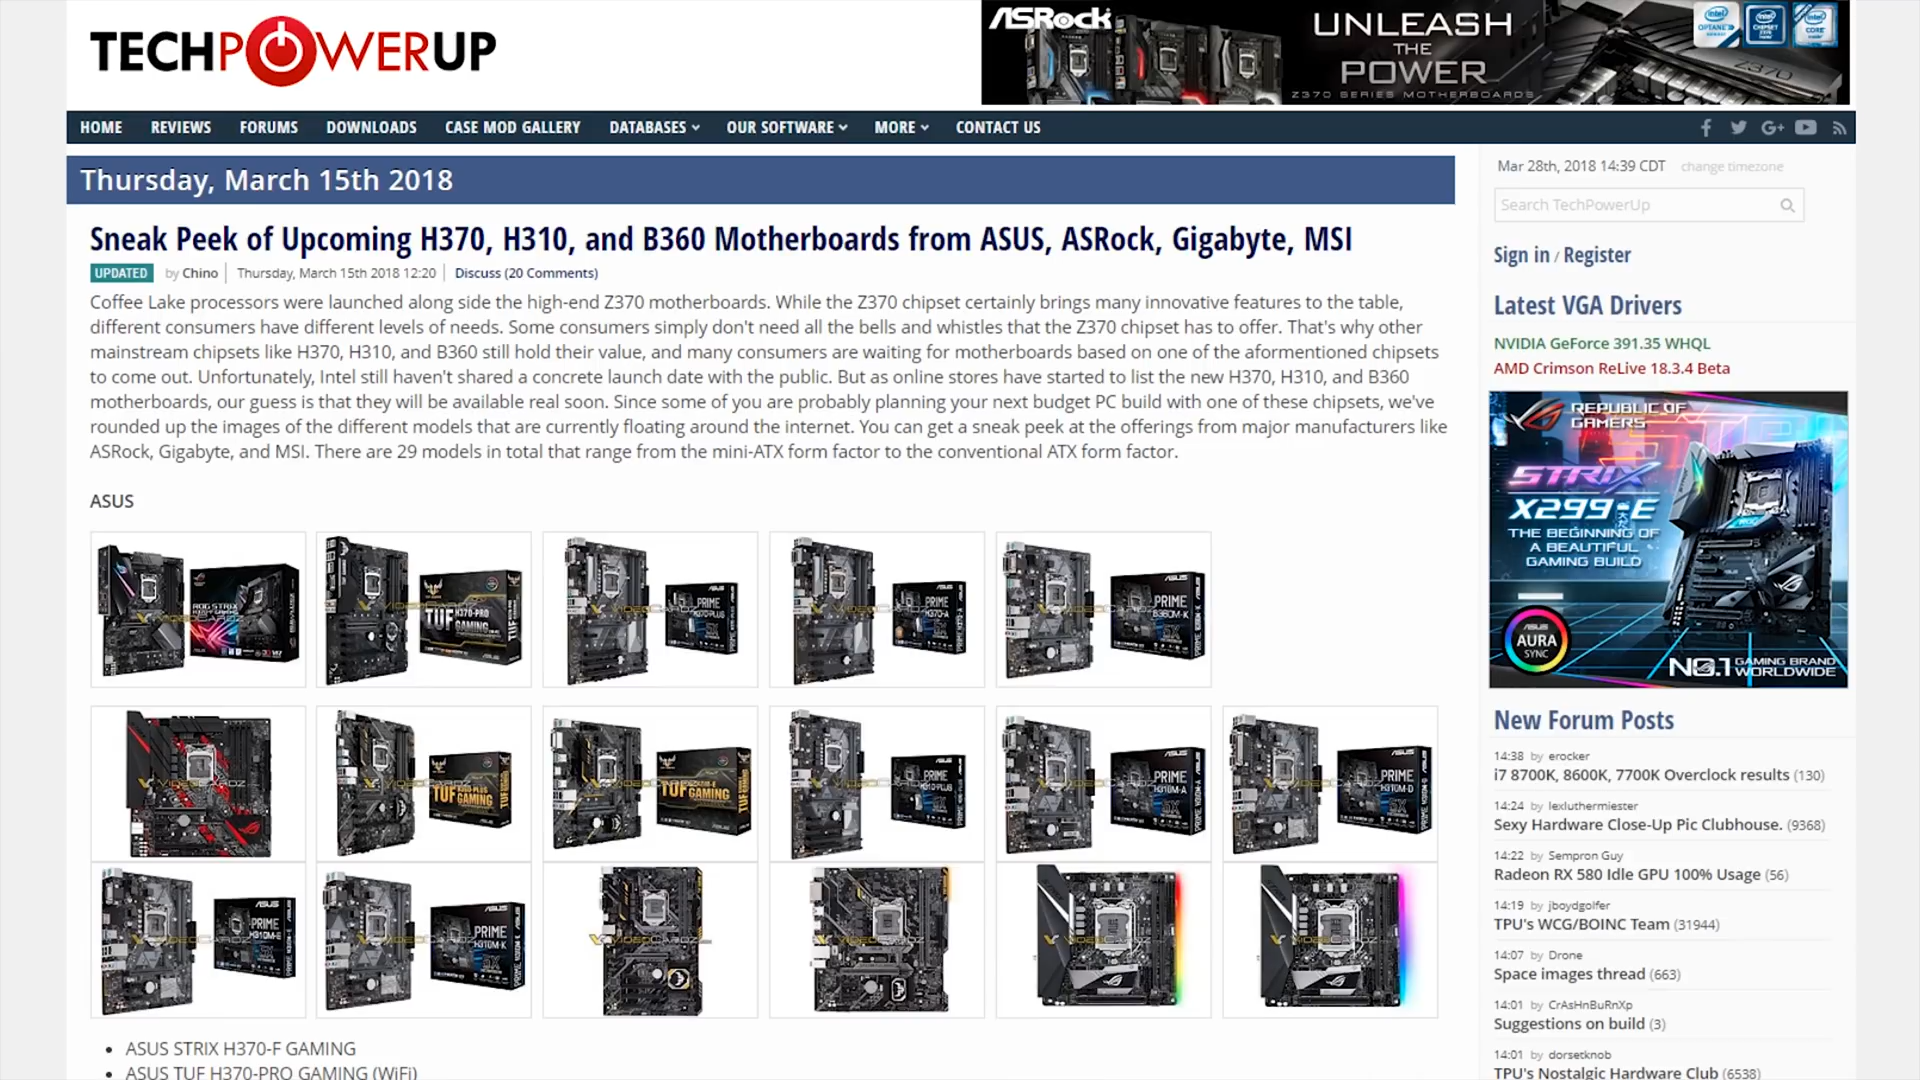 TECHPOWERUP
ASRock
UNLEASH
THE
POWER
Z370 SERIES MOTHERBOARDS
Z370
HOME REVIEWS FORUMS DOWNLOADS CASE MOD GALLERY DATABASES OUR SOFTWARE MORE CONTACT US
Thursday, March 15th 2018
Sneak Peek of Upcoming H370, H310, and B360 Motherboards from ASUS, ASRock, Gigabyte, MSI
UPDATED by Chino Thursday, March 15th 2018 12:20 Discuss (20 Comments)
Coffee Lake processors were launched along side the high-end Z370 motherboards. While the Z370 chipset certainly brings many innovative features to the table,
different consumers have different levels of needs. Some consumers simply don't need all the bells and whistles that the Z370 chipset has to offer. That's why other
mainstream chipsets like H370, H310, and B360 still hold their value, and many consumers are waiting for motherboards based on one of the aformentioned chipsets
to come out. Unfortunately, Intel still haven't shared a concrete launch date with the public. But as online stores have started to list the new H370, H310, and B360
motherboards, our guess is that they will be available real soon. Since some of you are probably planning your next budget PC build with one of these chipsets, we've
rounded up the images of the different models that are currently floating around the internet. You can get a sneak peek at the offerings from major manufacturers like
ASRock, Gigabyte, and MSI. There are 29 models in total that range from the mini-ATX form factor to the conventional ATX form factor.
ASUS
ASUS STRIX H370-F GAMING
ASUS TUF H370-PRO GAMING (WiFi)
Mar 28th, 2018 14:39 CDT change timezone
Search TechPowerUp
Sign in / Register
Latest VGA Drivers
NVIDIA GeForce 391.35 WHQL
AMD Crimson ReLive 18.3.4 Beta
REPUBLIC OF
GAMERS
STRIX
X299-E
THE BEGINNING OF
A BEAUTIFUL
GAMING BUILD
ASUS
AURA
SYNC
NO.1 GAMING BRAND
WORLDWIDE
New Forum Posts
14:38 by erocker
i7 8700K, 8600K, 7700K Overclock results (130)
14:24 by lexluthermiester
Sexy Hardware Close-Up Pic Clubhouse. (9368)
14:22 by Sempron Guy
Radeon RX 580 Idle GPU 100% Usage (56)
14:19 by jboydgolfer
TPU's WCG/BOINC Team (31944)
14:07 by Drone
Space images thread (663)
14:01 by CrAsHnBuRnXp
Suggestions on build (3)
14:01 by dorsetknob
TPU's Nostalgic Hardware Club (6538)